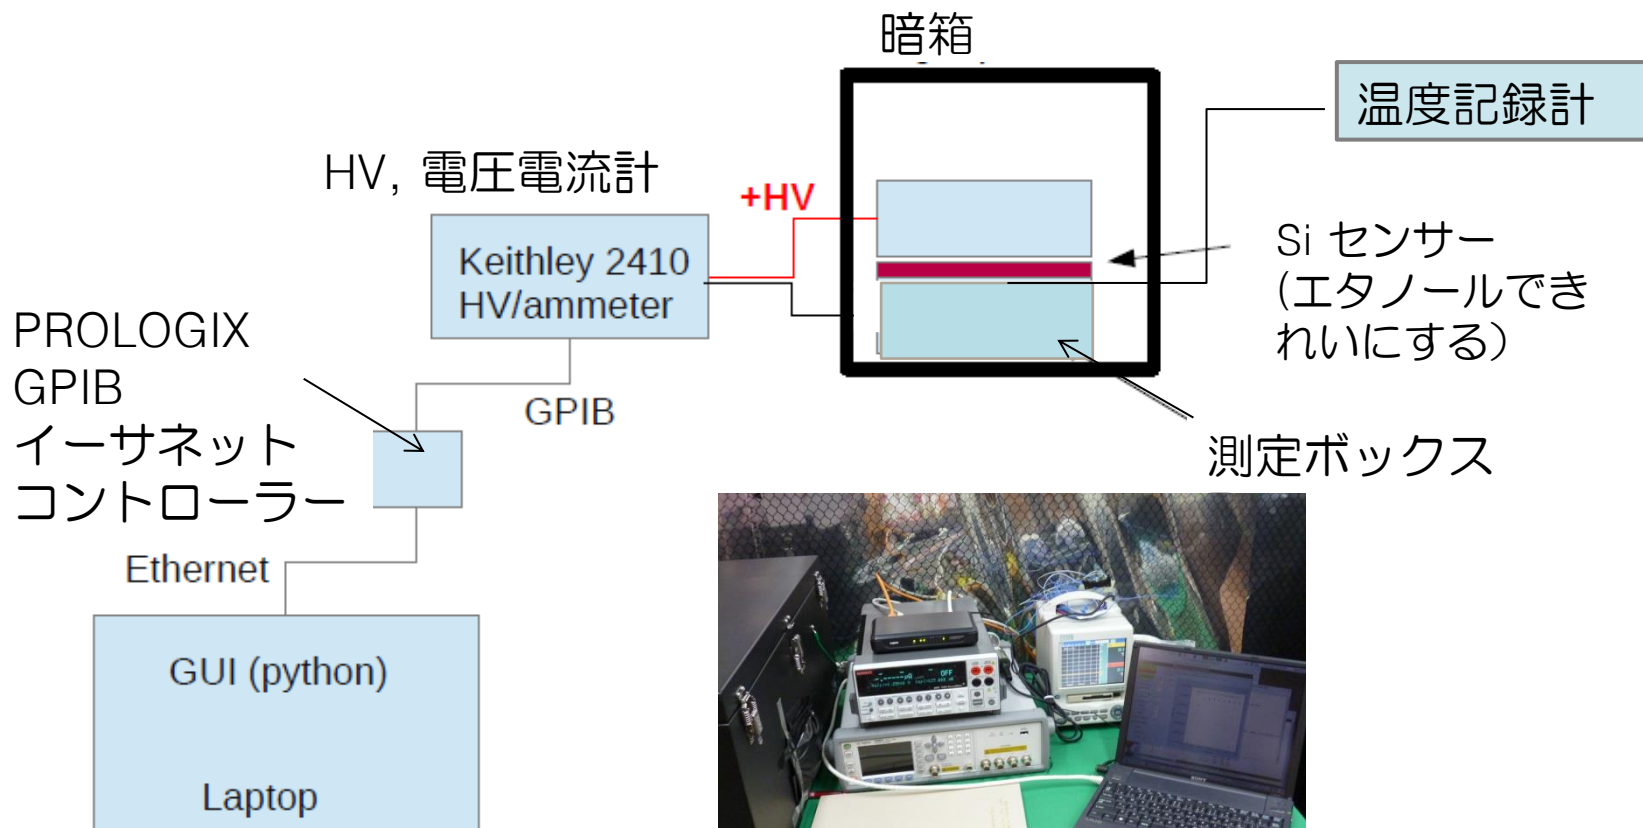 暗箱
温度記録計
HV, 電圧電流計
+HV
Keithley 2410
HV/ammeter
Si センサー
(エタノールでき
れいにする)
PROLOGIX
GPIB
イーサネット
コントローラー
GPIB
測定ボックス
Ethernet
GUI (python)
Laptop
OFF
SONY